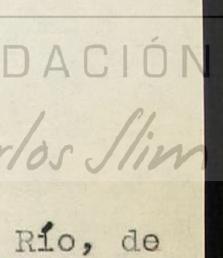 DACIÓN
rlos Slim
Río, de